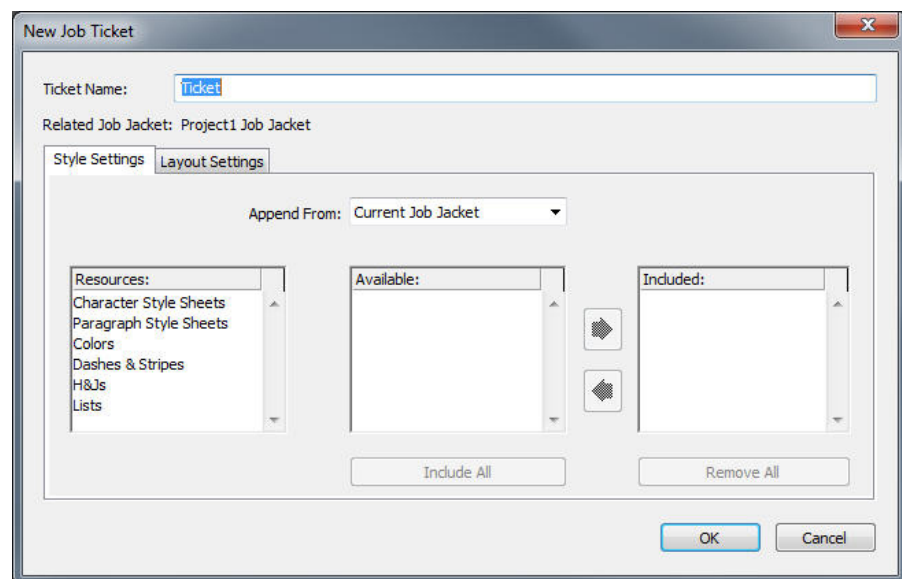 New Job Ticket
Ticket Name: Ticket
Related Job Jacket: Project1 Job Jacket
Style Settings Layout Settings
Append From: Current Job Jacket
Resources: Available: Included:
Character Style Sheets
Paragraph Style Sheets
Colors
Dashes & Stripes
H&Js
Lists
Include All Remove All
OK Cancel